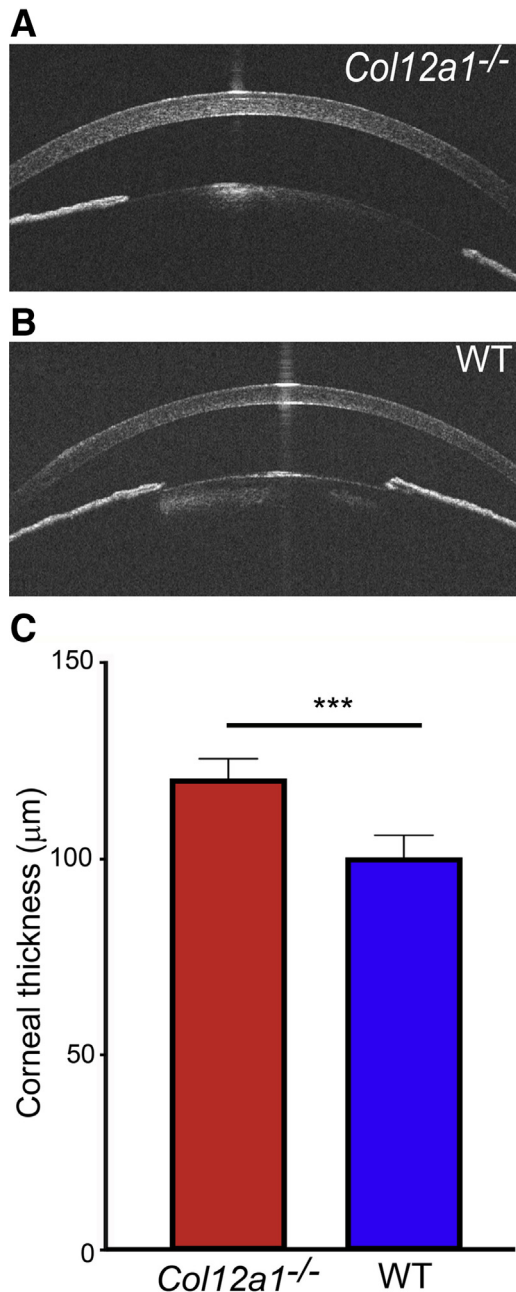 A
Col12a1-/-
B
WT
C
150
***
100
50
0
Corneal thickness (μm)
Col12a1-/-
WT